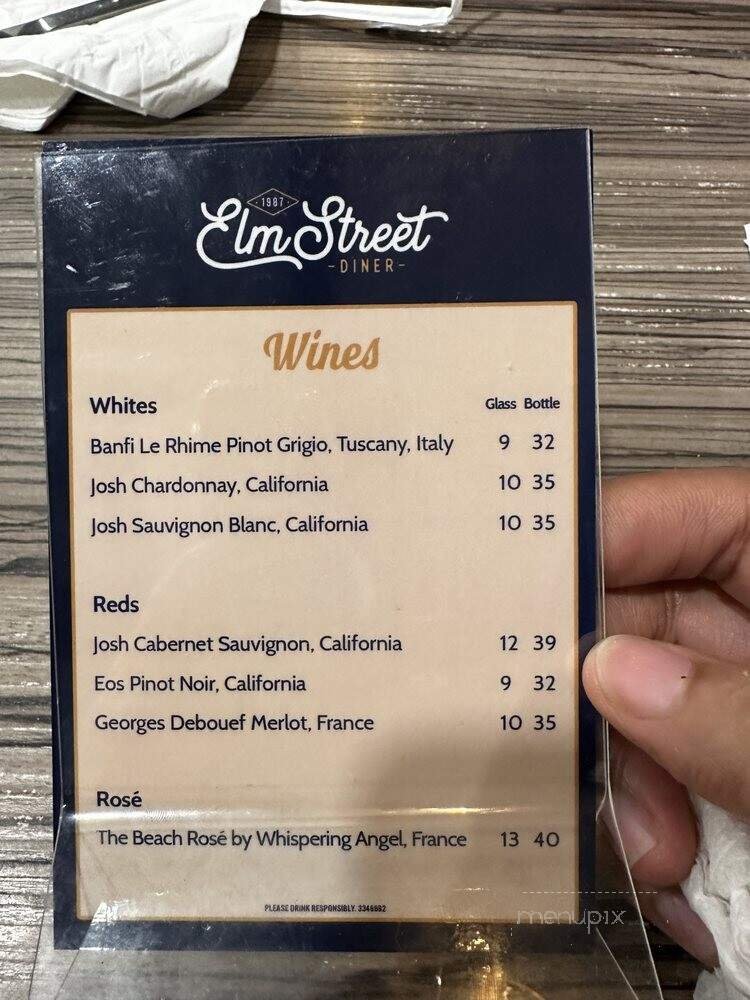 1987
Elm Street
-DINER-
Wines
Whites Glass Bottle
Banfi Le Rhime Pinot Grigio, Tuscany, Italy 9 32
Josh Chardonnay, California 10 35
Josh Sauvignon Blanc, California 10 35
Reds
Josh Cabernet Sauvignon, California 12 39
Eos Pinot Noir, California 9 32
Georges Debouef Merlot, France 10 35
Rosé
The Beach Rosé by Whispering Angel, France 13 40
PLEASE DRINK RESPONSIBLY. 3346692
menupix